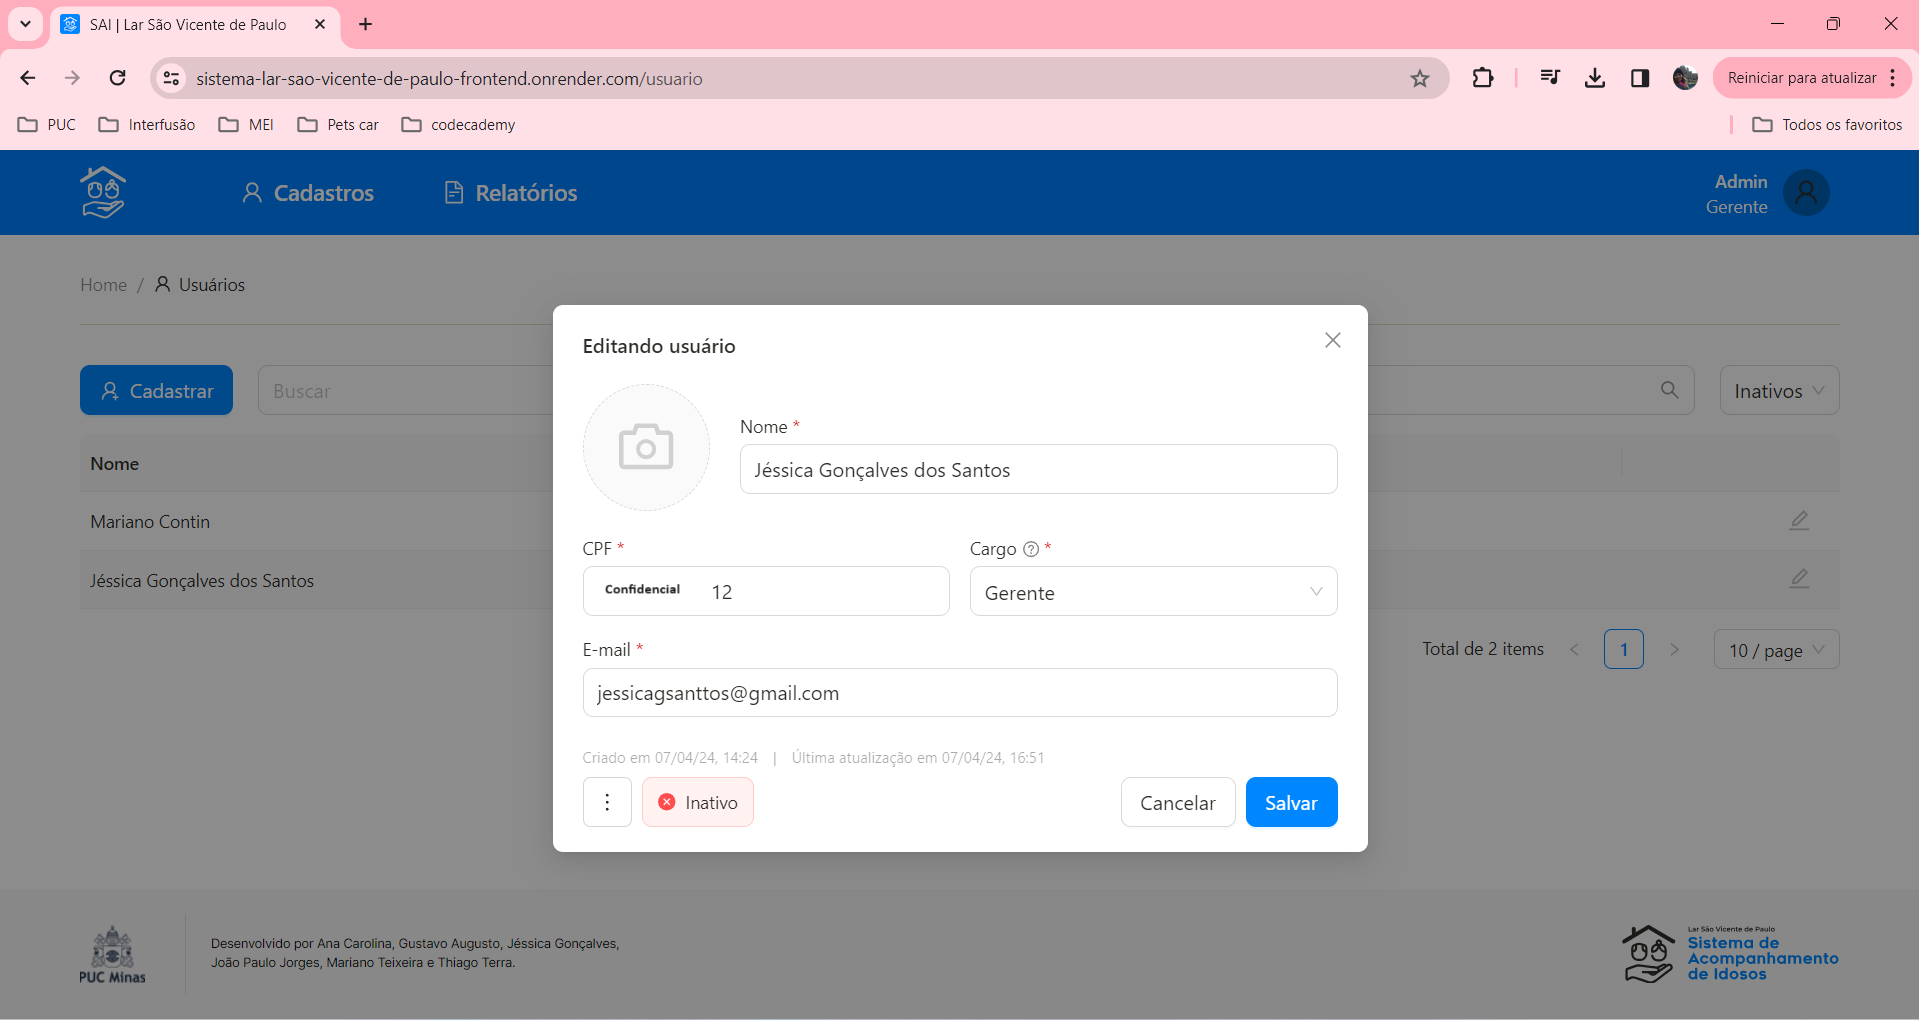 SAI | Lar São Vicente de Paulo
sistema-lar-sao-vicente-de-paulo-frontend.onrender.com/usuario
Reiniciar para atualizar
PUC
Interfusão
MEI
Pets car
codecademy
Todos os favoritos
Cadastros
Relatórios
Admin
Gerente
Home / Usuários
Cadastrar
Buscar
Inativos
Nome
Mariano Contin
Jéssica Gonçalves dos Santos
Total de 2 items
1
10 / page
Editando usuário
Nome *
Jéssica Gonçalves dos Santos
CPF *
Confidencial 12
Cargo ? *
Gerente
E-mail *
jessicagsanttos@gmail.com
Criado em 07/04/24, 14:24 | Última atualização em 07/04/24, 16:51
Inativo
Cancelar
Salvar
PUC Minas
Desenvolvido por Ana Carolina, Gustavo Augusto, Jéssica Gonçalves,
João Paulo Jorges, Mariano Teixeira e Thiago Terra.
Lar São Vicente de Paulo
Sistema de
Acompanhamento
de Idosos